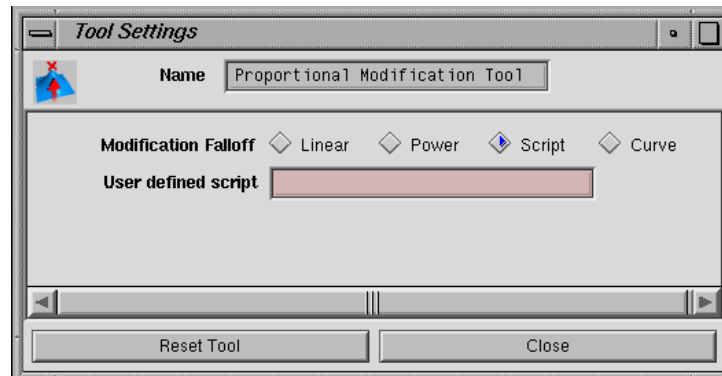 Tool Settings
Name Proportional Modification Tool
Modification Falloff Linear Power Script Curve
User defined script
Reset Tool Close